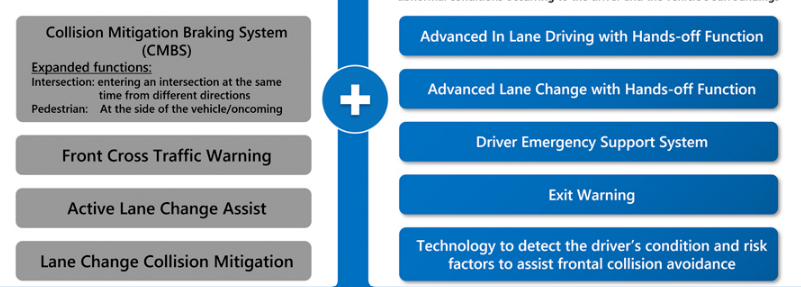 Collision Mitigation Braking System
(CMBS)
Expanded functions:
Intersection: entering an intersection at the same
time from different directions
Pedestrian: At the side of the vehicle/oncoming
Front Cross Traffic Warning
Active Lane Change Assist
Lane Change Collision Mitigation
+
Advanced In Lane Driving with Hands-off Function
Advanced Lane Change with Hands-off Function
Driver Emergency Support System
Exit Warning
Technology to detect the driver's condition and risk
factors to assist frontal collision avoidance